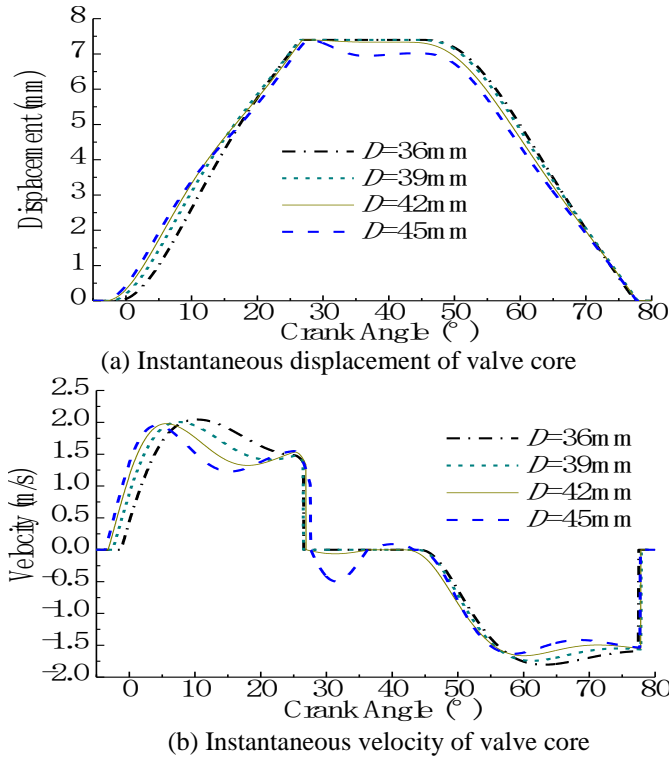 8
7
6
5
4
3
2
1
0
Displacement (mm)
D=36mm
D=39mm
D=42mm
D=45mm
0 10 20 30 40 50 60 70 80
Crank Angle (°)
(a) Instantaneous displacement of valve core
2.5
2.0
1.5
1.0
0.5
0.0
-0.5
-1.0
-1.5
-2.0
Velocity (m/s)
D=36mm
D=39mm
D=42mm
D=45mm
0 10 20 30 40 50 60 70 80
Crank Angle (°)
(b) Instantaneous velocity of valve core